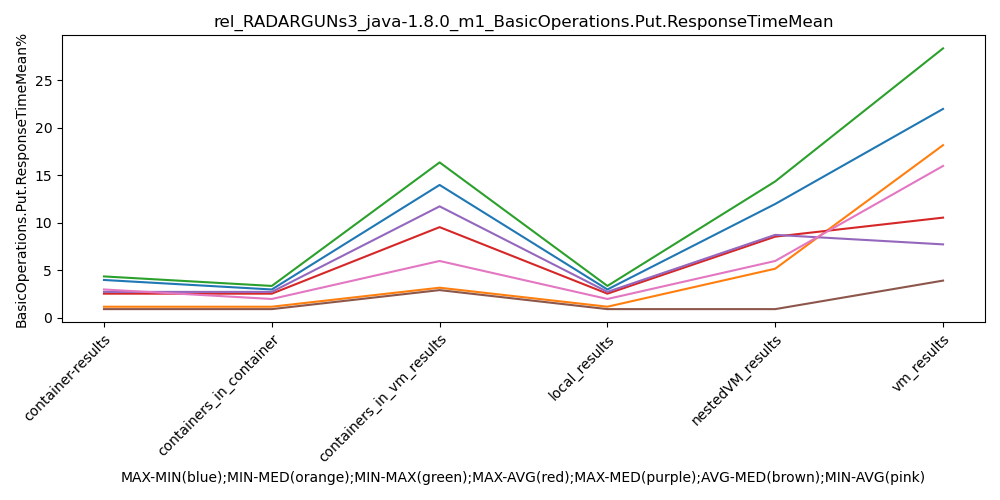 rel_RADARGUNs3_java-1.8.0_m1_BasicOperations.Put.ResponseTimeMean
BasicOperations.Put.ResponseTimeMean%
25
20
15
10
5
0
container-results
containers_in_container
containers_in_vm_results
local_results
nestedVM_results
vm_results
MAX-MIN(blue);MIN-MED(orange);MIN-MAX(green);MAX-AVG(red);MAX-MED(purple);AVG-MED(brown);MIN-AVG(pink)